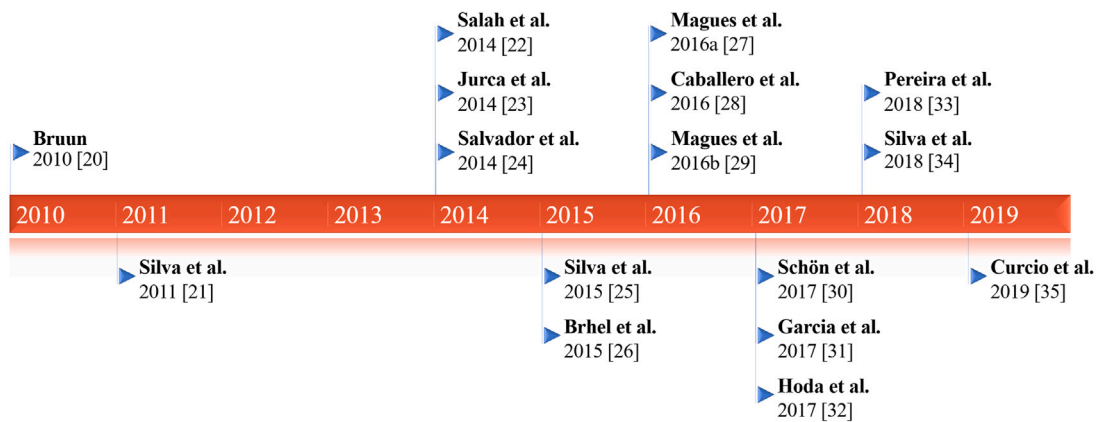 Salah et al.
2014 [22]
Jurca et al.
2014 [23]
Salvador et al.
2014 [24]
Magues et al.
2016a [27]
Caballero et al.
2016 [28]
Magues et al.
2016b [29]
Pereira et al.
2018 [33]
Silva et al.
2018 [34]
Bruun
2010 [20]
2010 2011 2012 2013 2014 2015 2016 2017 2018 2019
Silva et al.
2011 [21]
Silva et al.
2015 [25]
Brhel et al.
2015 [26]
Schön et al.
2017 [30]
Garcia et al.
2017 [31]
Hoda et al.
2017 [32]
Curcio et al.
2019 [35]